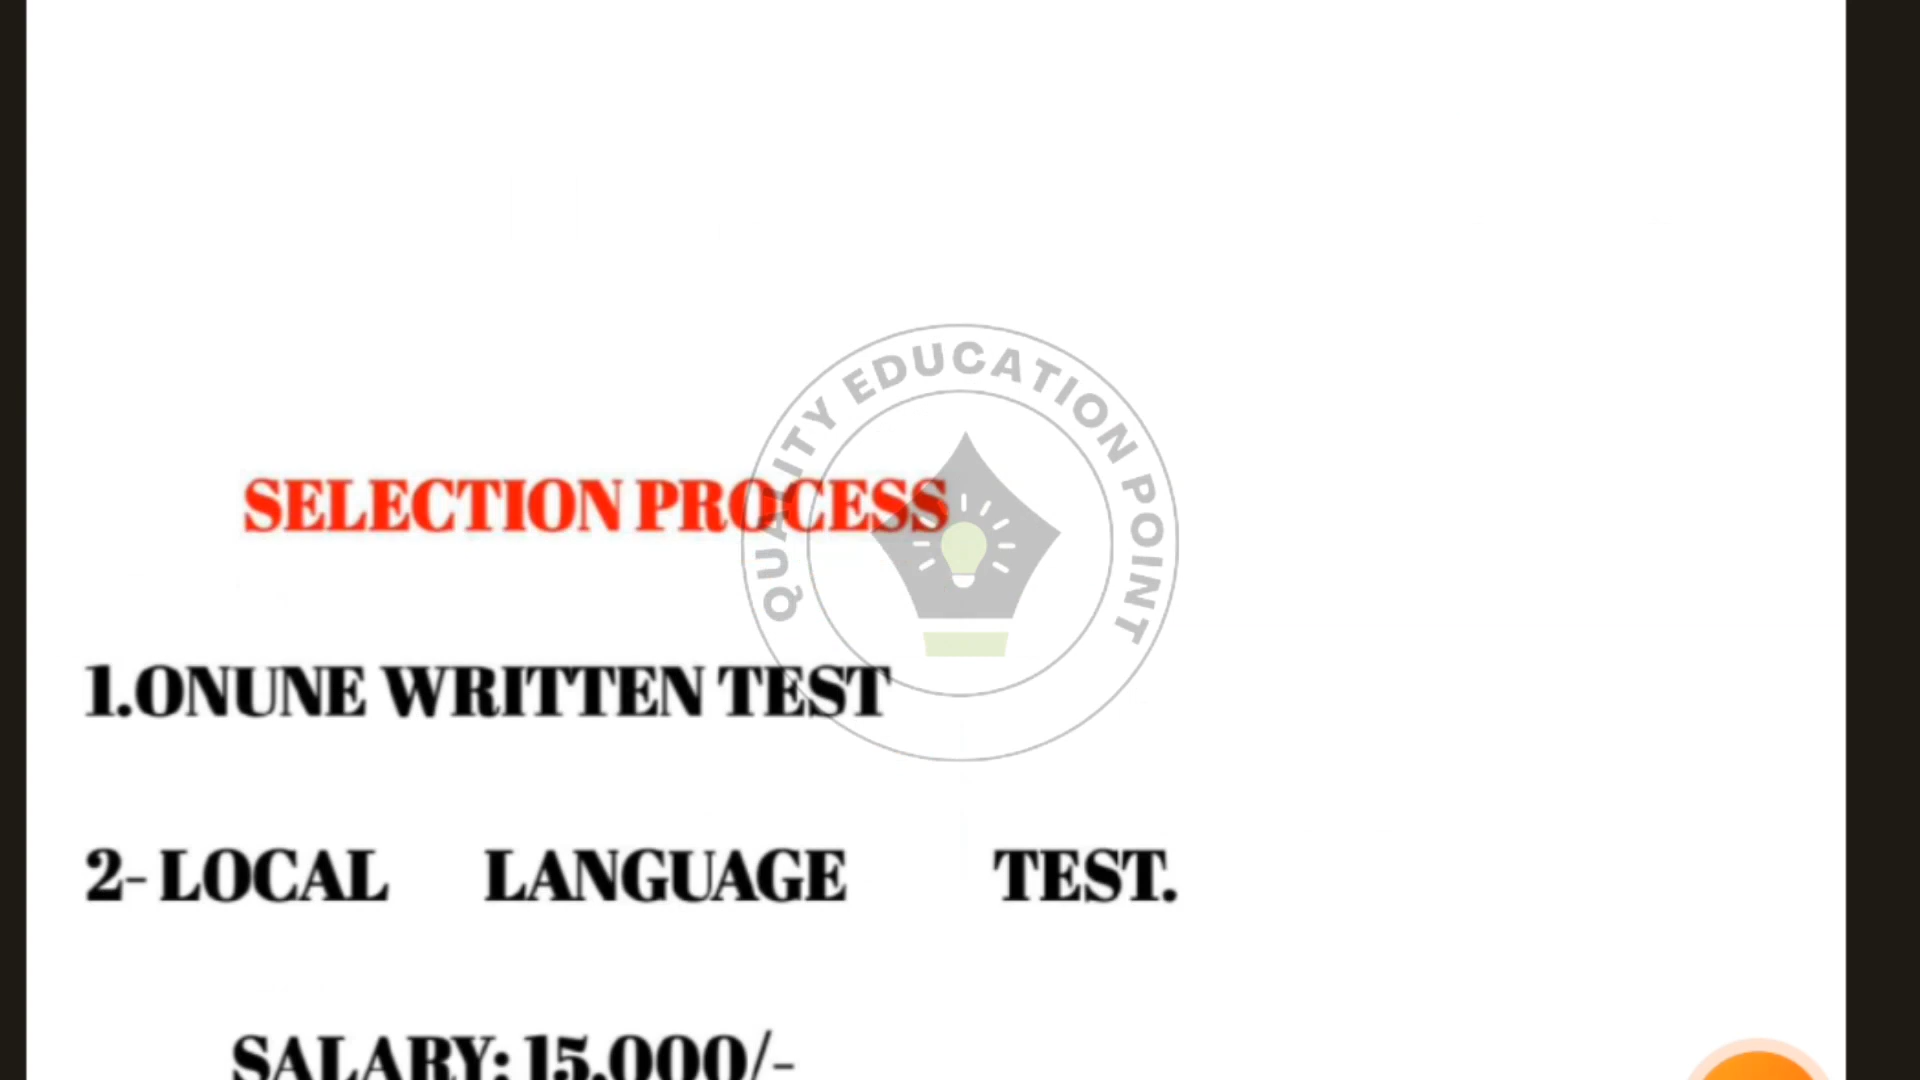 QUALITY EDUCATION POINT
SELECTION PROCESS
1.ONUNE WRITTEN TEST
2- LOCAL LANGUAGE TEST.
SALARY: 15,000/-